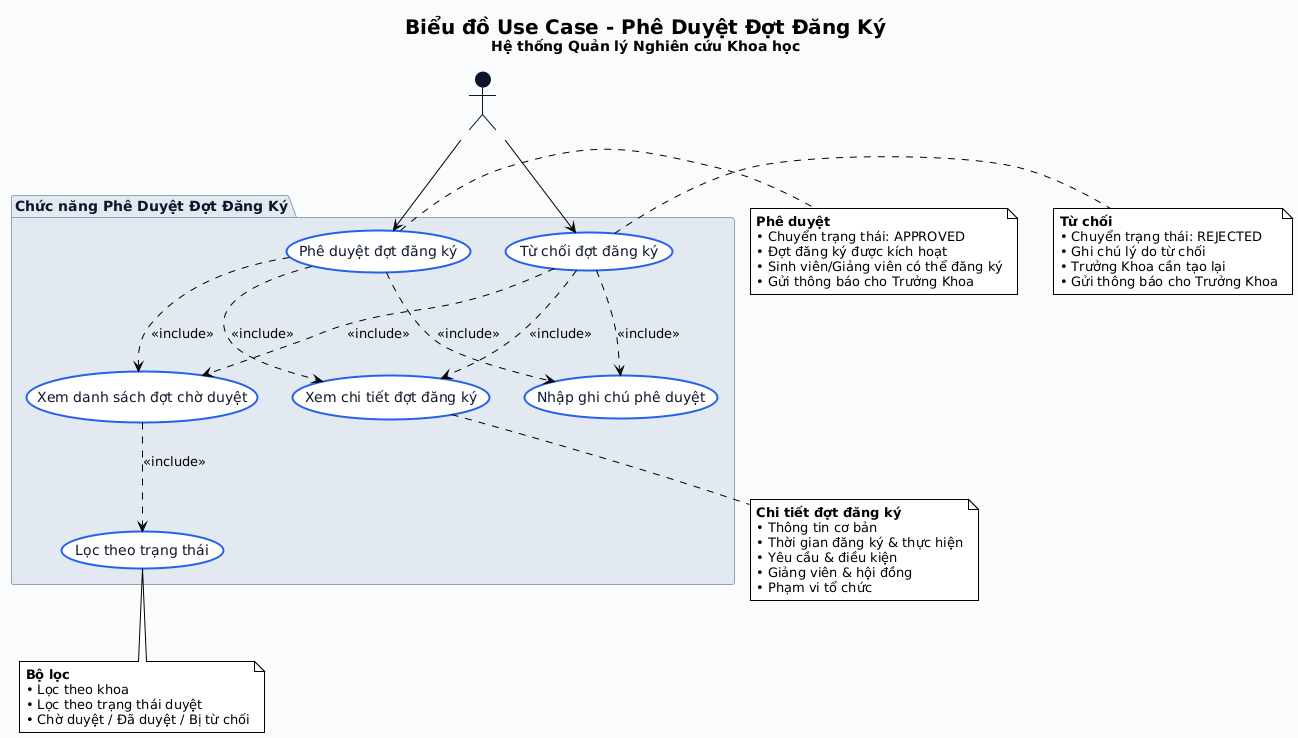 Biểu đồ Use Case - Phê Duyệt Đợt Đăng Ký
Hệ thống Quản lý Nghiên cứu Khoa học
Chức năng Phê Duyệt Đợt Đăng Ký
Phê duyệt đợt đăng ký
Từ chối đợt đăng ký
Phê duyệt
• Chuyển trạng thái: APPROVED
• Đợt đăng ký được kích hoạt
• Sinh viên/Giảng viên có thể đăng ký
• Gửi thông báo cho Trưởng Khoa
Từ chối
• Chuyển trạng thái: REJECTED
• Ghi chú lý do từ chối
• Trưởng Khoa cần tạo lại
• Gửi thông báo cho Trưởng Khoa
«include»
«include»
«include»
«include»
«include»
«include»
Xem danh sách đợt chờ duyệt
Xem chi tiết đợt đăng ký
Nhập ghi chú phê duyệt
«include»
Chi tiết đợt đăng ký
• Thông tin cơ bản
• Thời gian đăng ký & thực hiện
• Yêu cầu & điều kiện
• Giảng viên & hội đồng
• Phạm vi tổ chức
Lọc theo trạng thái
Bộ lọc
• Lọc theo khoa
• Lọc theo trạng thái duyệt
• Chờ duyệt / Đã duyệt / Bị từ chối